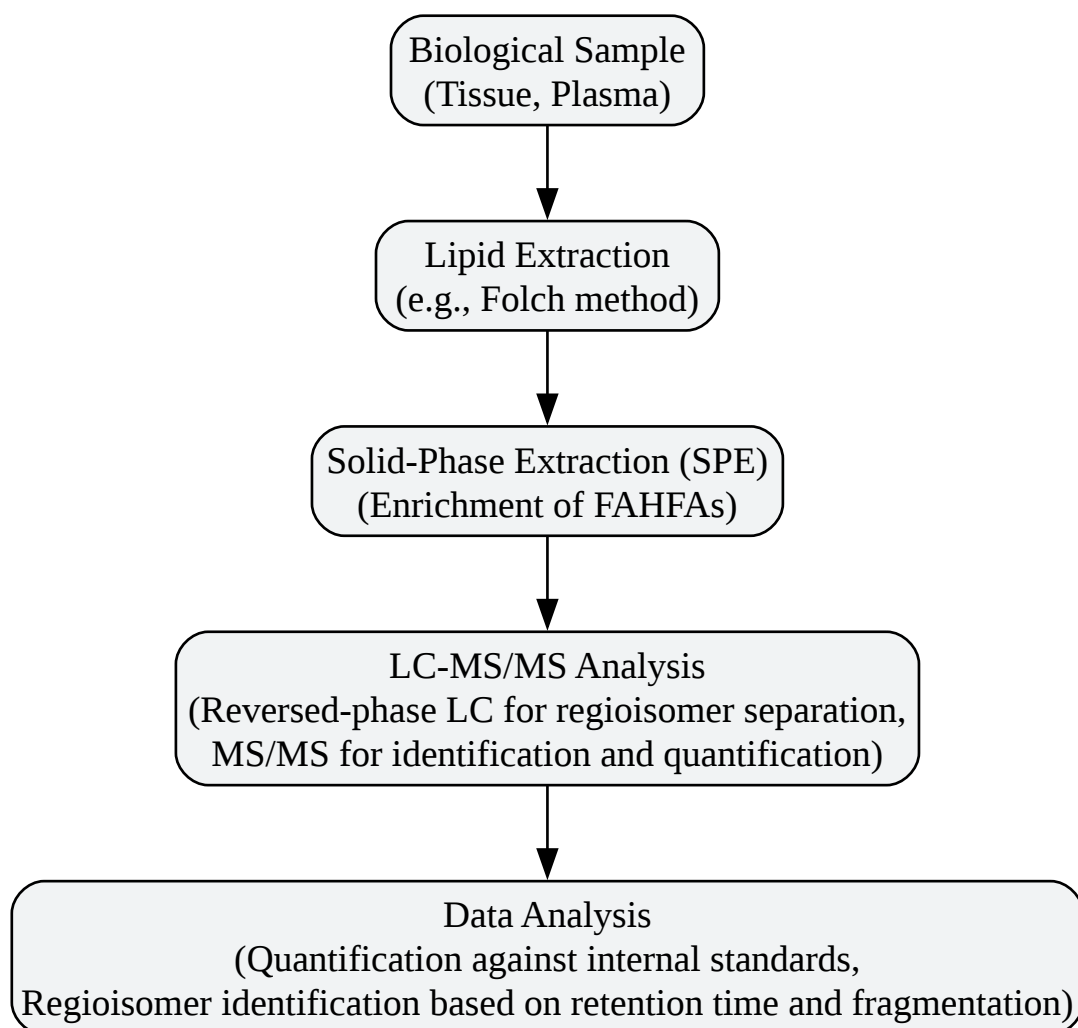 Biological Sample
(Tissue, Plasma)
Lipid Extraction
(e.g., Folch method)
Solid-Phase Extraction (SPE)
(Enrichment of FAHFAs)
LC-MS/MS Analysis
(Reversed-phase LC for regioisomer separation,
MS/MS for identification and quantification)
Data Analysis
(Quantification against internal standards,
Regioisomer identification based on retention time and fragmentation)